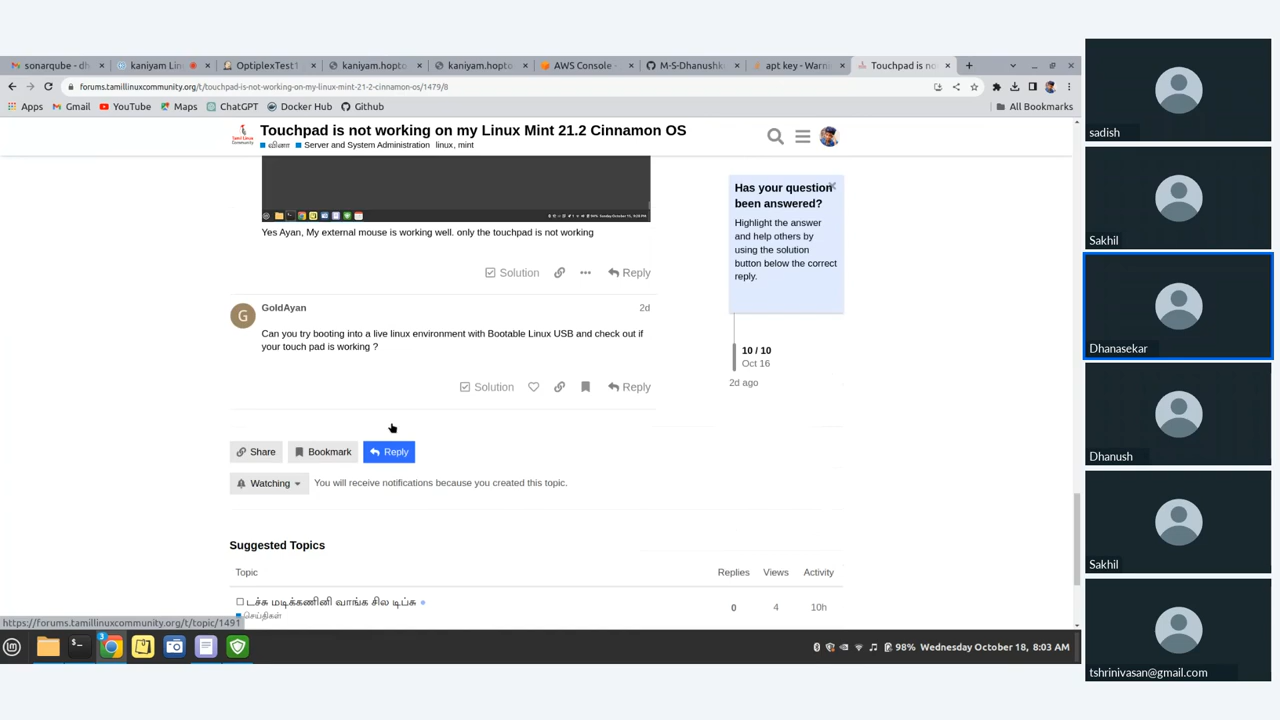 sonarqube - dh
kaniyam Lin
OptiplexTest1
kaniyam.hopto
kaniyam.hopto
AWS Console -
M-S-Dhanushk
apt key - Warna
Touchpad is no
forums.tamillinuxcommunity.org/t/touchpad-is-not-working-on-my-linux-mint-21-2-cinnamon-os/1479/8
Apps
Gmail
YouTube
Maps
ChatGPT
Docker Hub
Github
All Bookmarks
Touchpad is not working on my Linux Mint 21.2 Cinnamon OS
வினா Server and System Administration linux, mint
Yes Ayan, My external mouse is working well. only the touchpad is not working
Solution
Reply
GoldAyan
2d
Can you try booting into a live linux environment with Bootable Linux USB and check out if
your touch pad is working ?
Solution
Reply
Share
Bookmark
Reply
Watching
You will receive notifications because you created this topic.
Suggested Topics
Topic
Replies
Views
Activity
டச்சு மடிக்கணினி வாங்க சில டிப்சு
0
4
10h
செய்திகள்
Has your question
been answered?
Highlight the answer
and help others by
using the solution
button below the correct
reply.
10 / 10
Oct 16
2d ago
https://forums.tamillinuxcommunity.org/t/topic/1491
3
98% Wednesday October 18, 8:03 AM
sadish
Sakhil
Dhanasekar
Dhanush
Sakhil
tshrinivasan@gmail.com